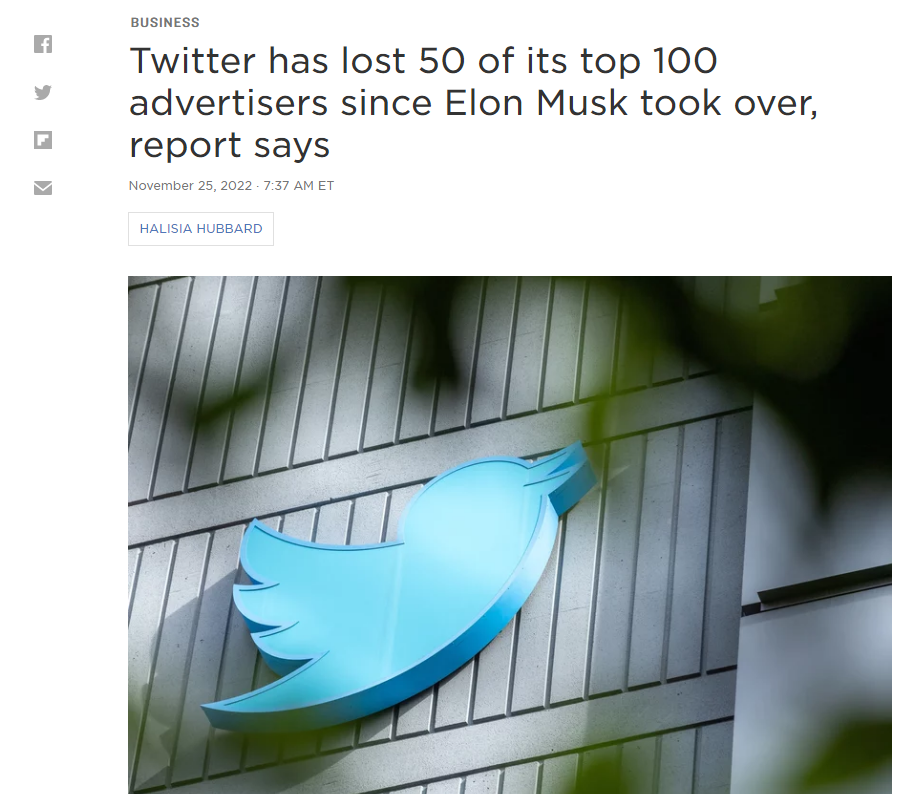 BUSINESS
Twitter has lost 50 of its top 100
advertisers since Elon Musk took over,
report says
November 25, 2022 · 7:37 AM ET
HALISIA HUBBARD